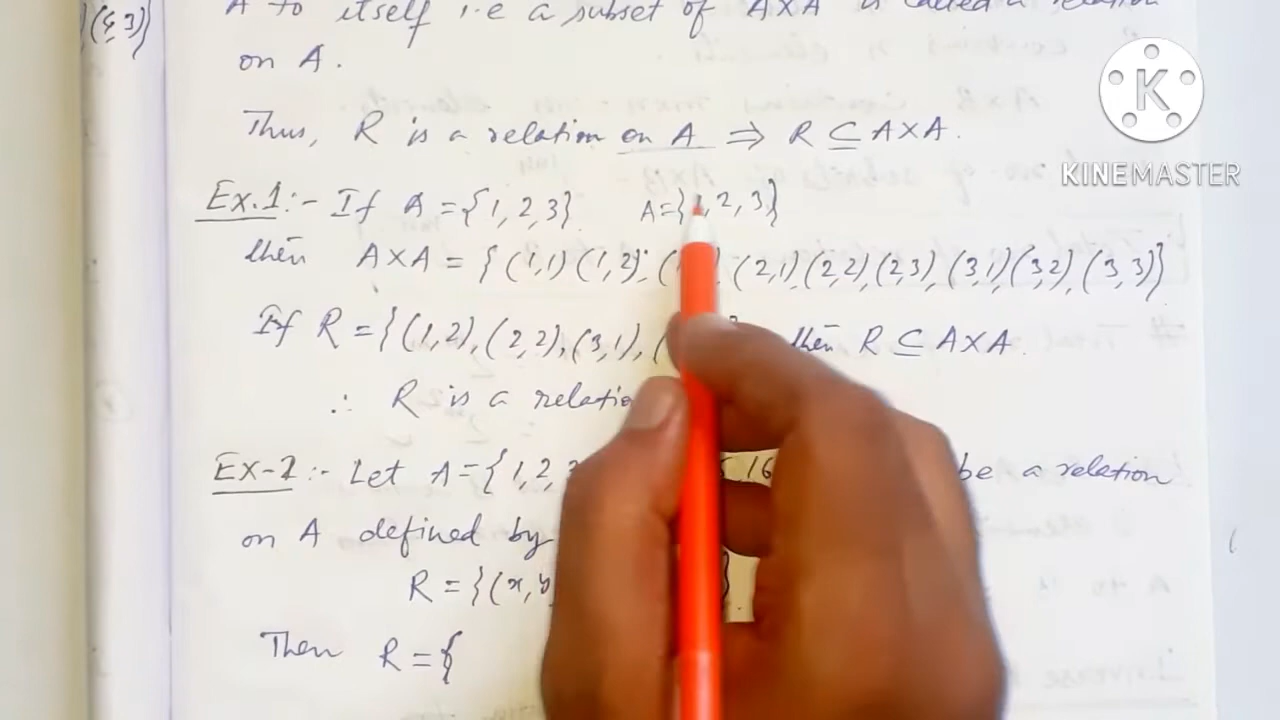 (ξ, 3)}
A to itself i.e a subset of A×A is called a relation
on A.
Thus, R is a relation on A ⇒ R ⊆ A×A.
Ex.1:- If A = {1, 2, 3} A={1, 2, 3}
then A×A = {(1,1) (1,2), ( (2,1), (2,2), (2,3), (3,1), (3,2), (3,3)}
If R = {(1,2), (2,2), (3,1), ( then R ⊆ A×A.
∴ R is a relatio
Ex-2:- Let A={1, 2, 16 be a relation
on A defined by
R = {(x, y }
Then R = {
K
KINEMASTER